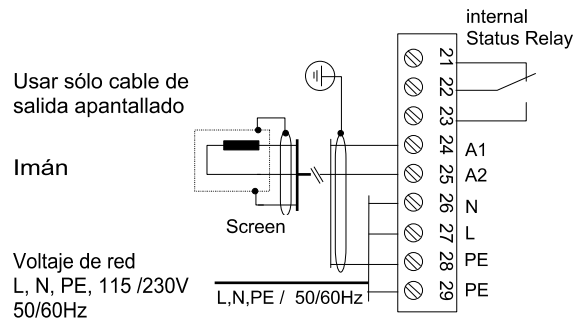 internal
Status Relay
Usar sólo cable de
salida apantallado
Imán
Screen
Voltaje de red
L, N, PE, 115 /230V
50/60Hz
L,N,PE / 50/60Hz
21
22
23
24 A1
25 A2
26 N
27 L
28 PE
29 PE